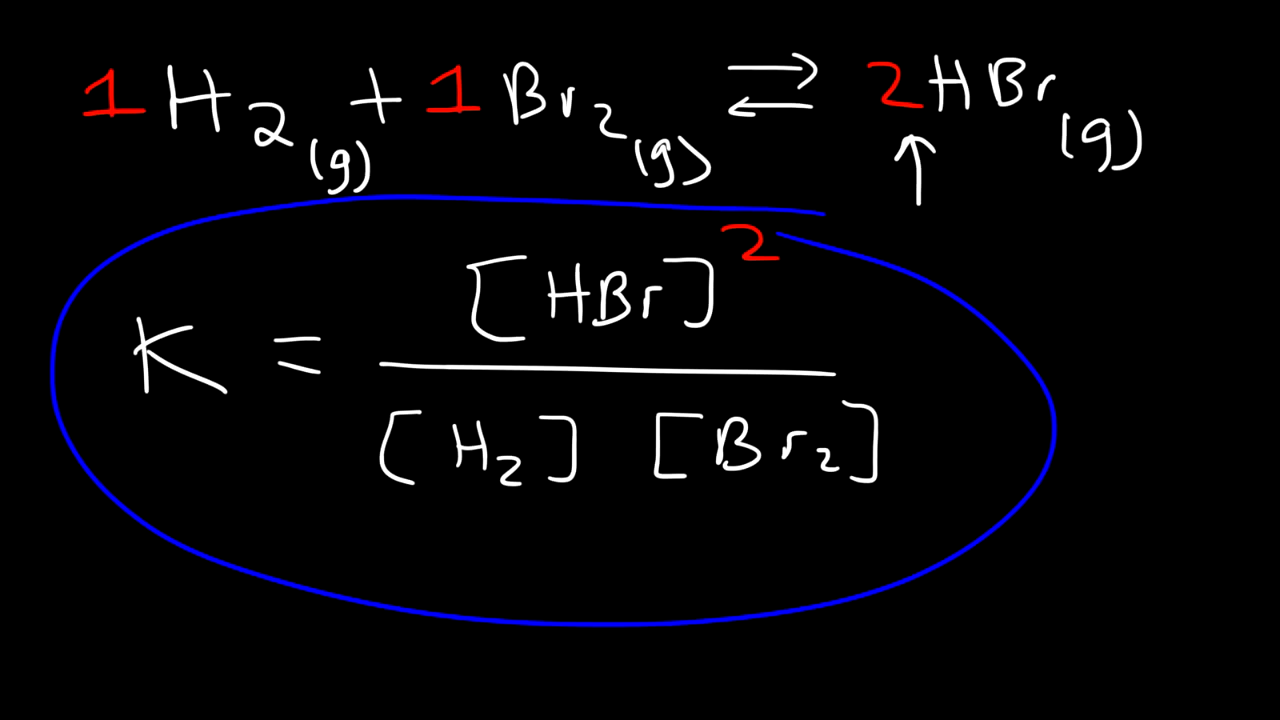 1H₂(g) + 1Br₂(g) ⇄ 2HBr(g)
↑
[HBr]²
K = ―
[H₂] [Br₂]